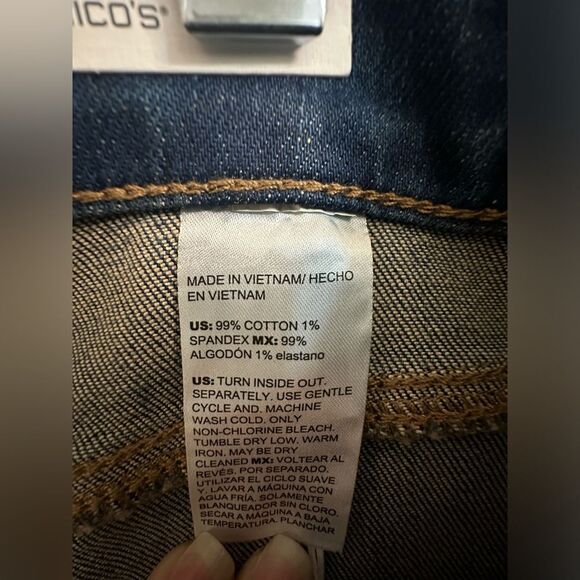 ICO'S®
MADE IN VIETNAM/ HECHO
EN VIETNAM
US: 99% COTTON 1%
SPANDEX MX: 99%
ALGODÓN 1% elastano
US: TURN INSIDE OUT.
SEPARATELY. USE GENTLE
CYCLE AND. MACHINE
WASH COLD. ONLY
NON-CHLORINE BLEACH.
TUMBLE DRY LOW. WARM
IRON. MAY BE DRY
CLEANED MX: VOLTEAR AL
REVÉS. POR SEPARADO.
UTILIZAR EL CICLO SUAVE
Y. LAVAR A MÁQUINA CON
AGUA FRÍA. SOLAMENTE
BLANQUEAR SIN CLORO.
SECAR A MÁQUINA A BAJA
TEMPERATURA. PLANCHAR